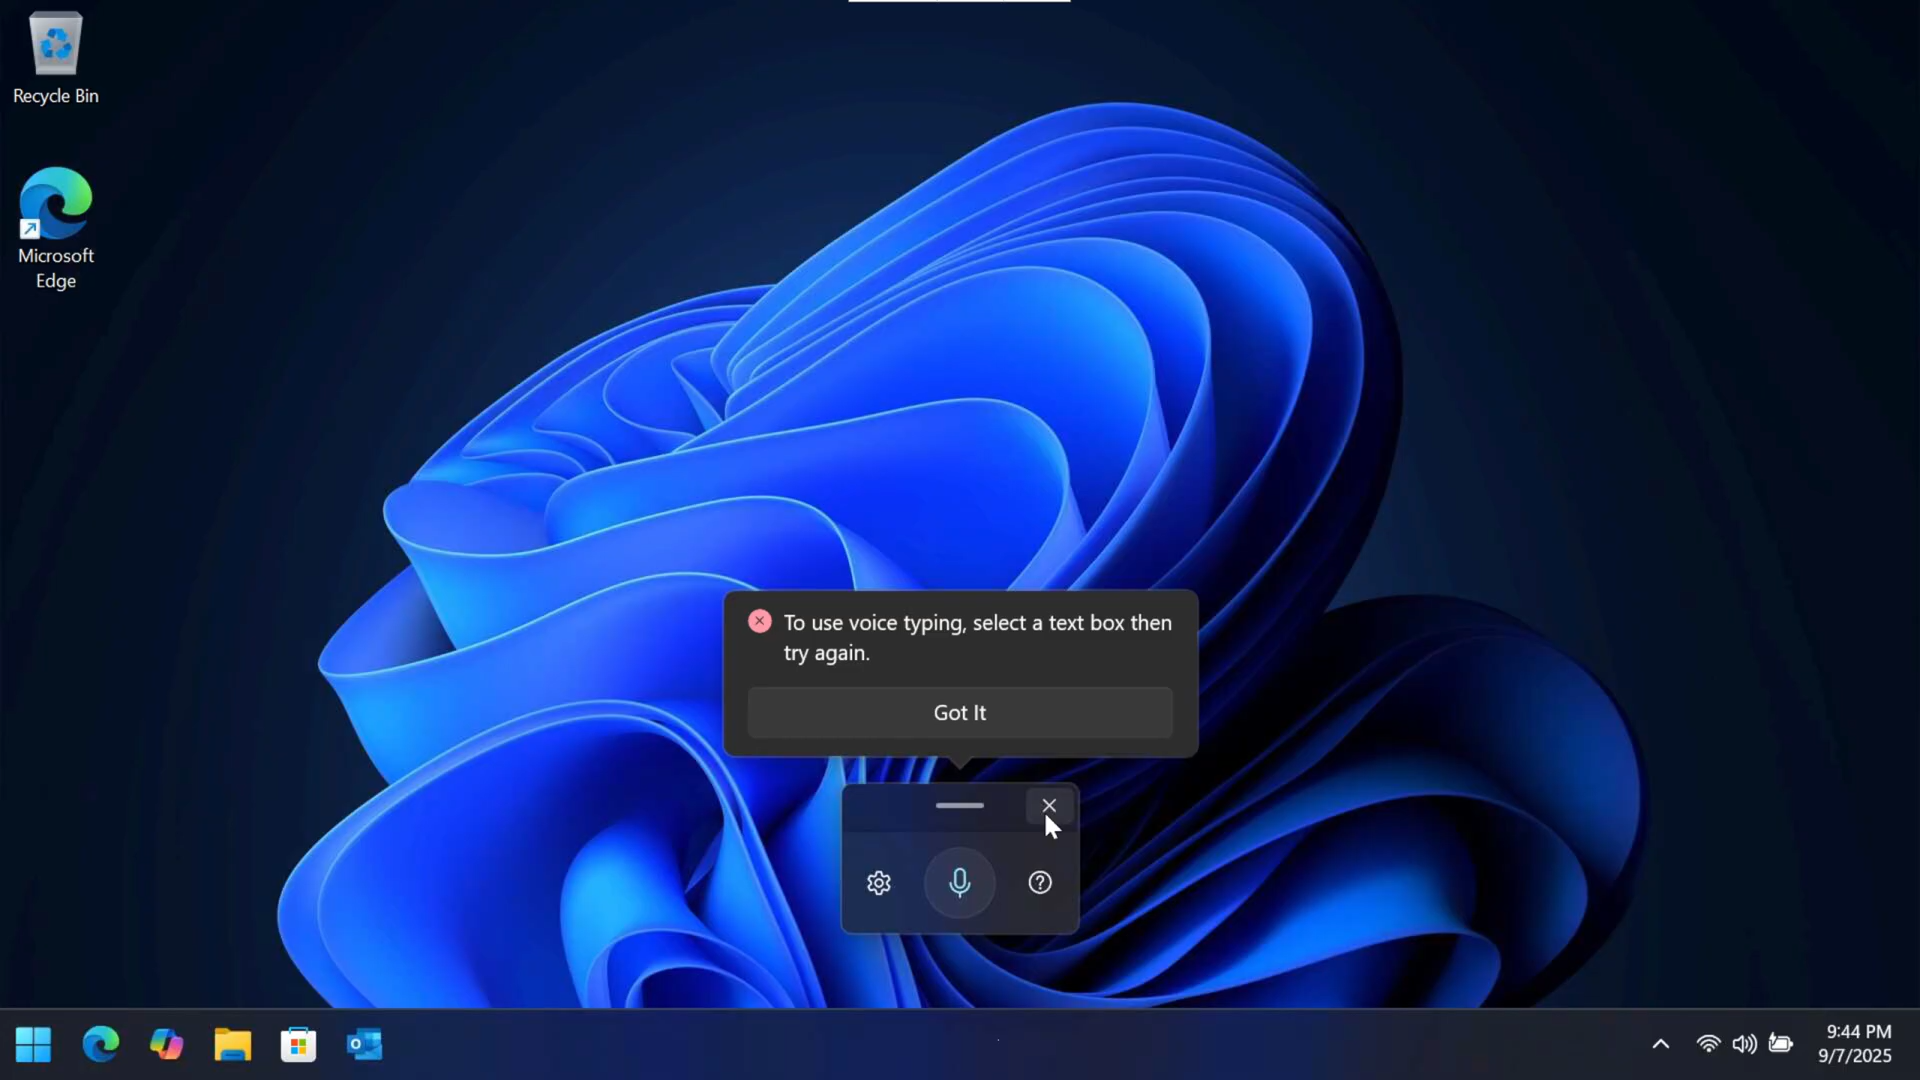 Recycle Bin
Microsoft
Edge
To use voice typing, select a text box then
try again.
Got It
9:44 PM
9/7/2025